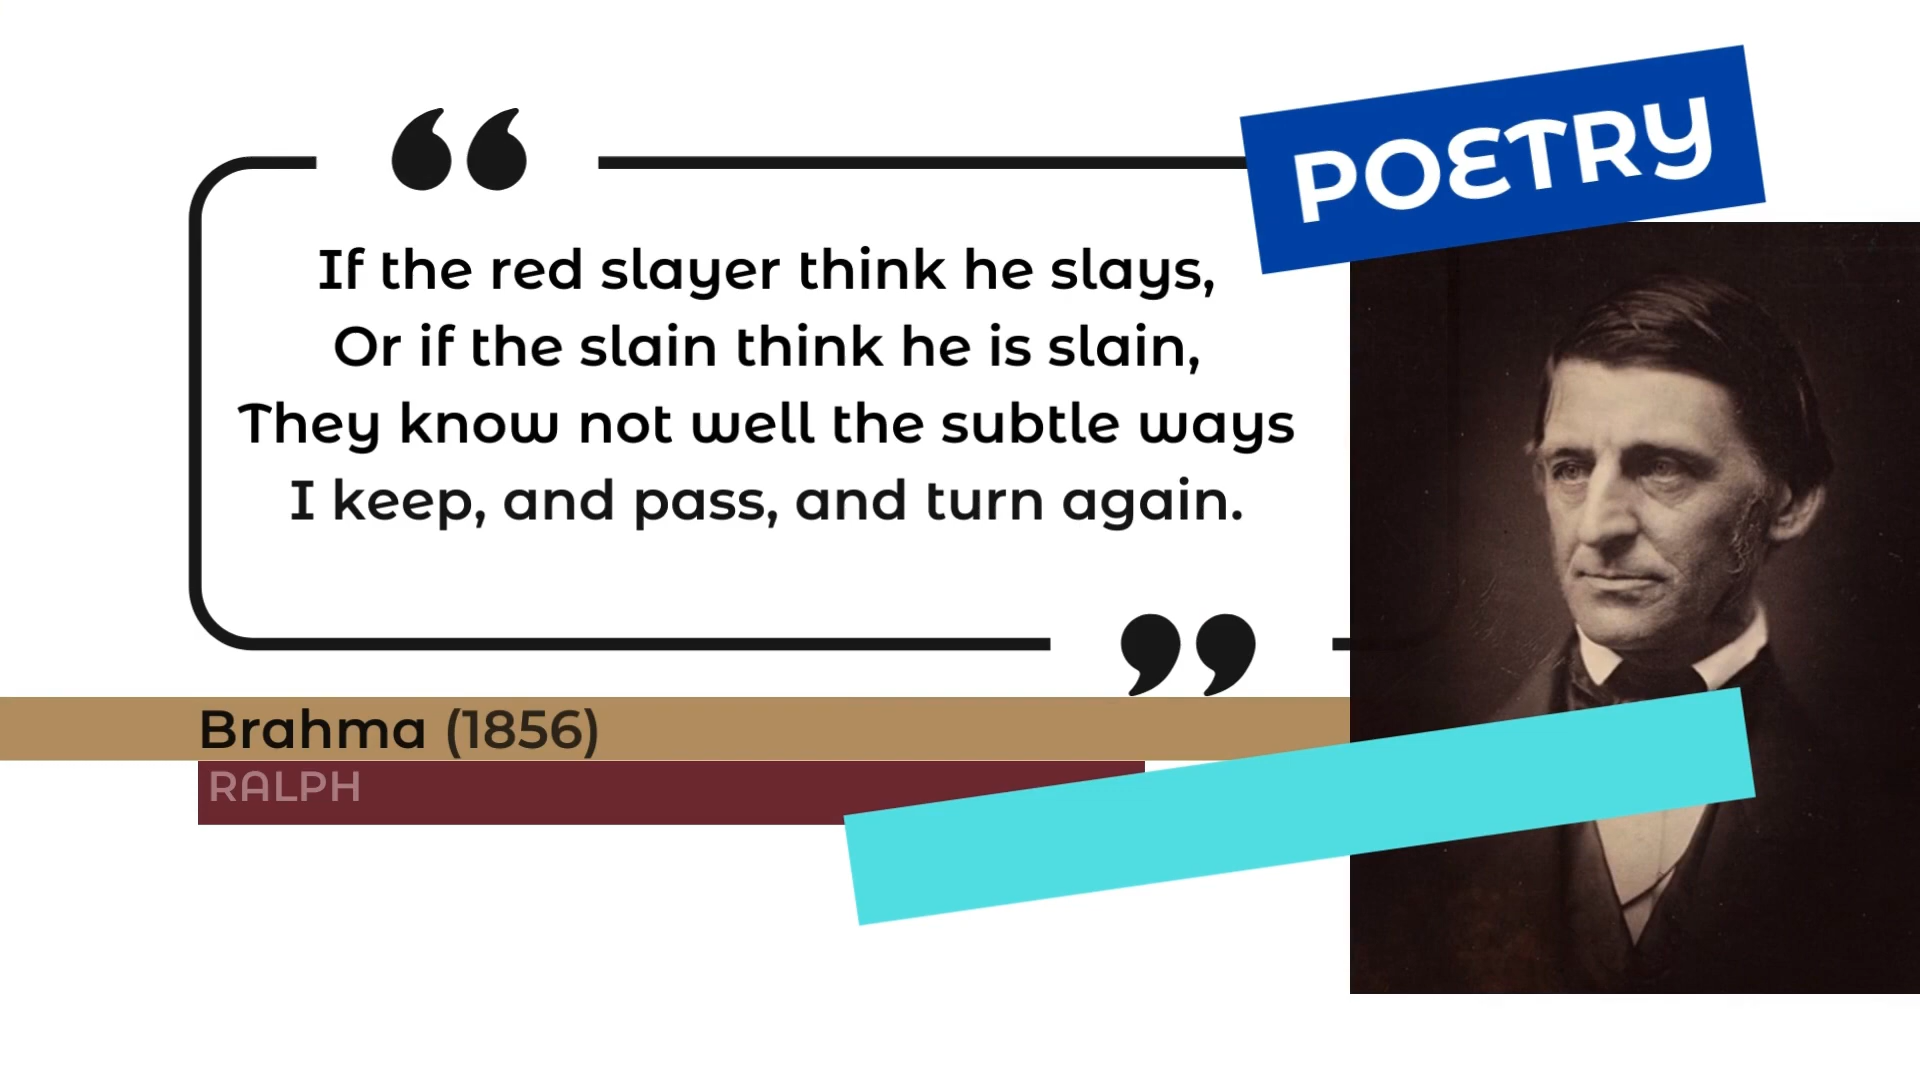 POETRY
“
If the red slayer think he slays,
Or if the slain think he is slain,
They know not well the subtle ways
I keep, and pass, and turn again.
”
Brahma (1856)
RALPH